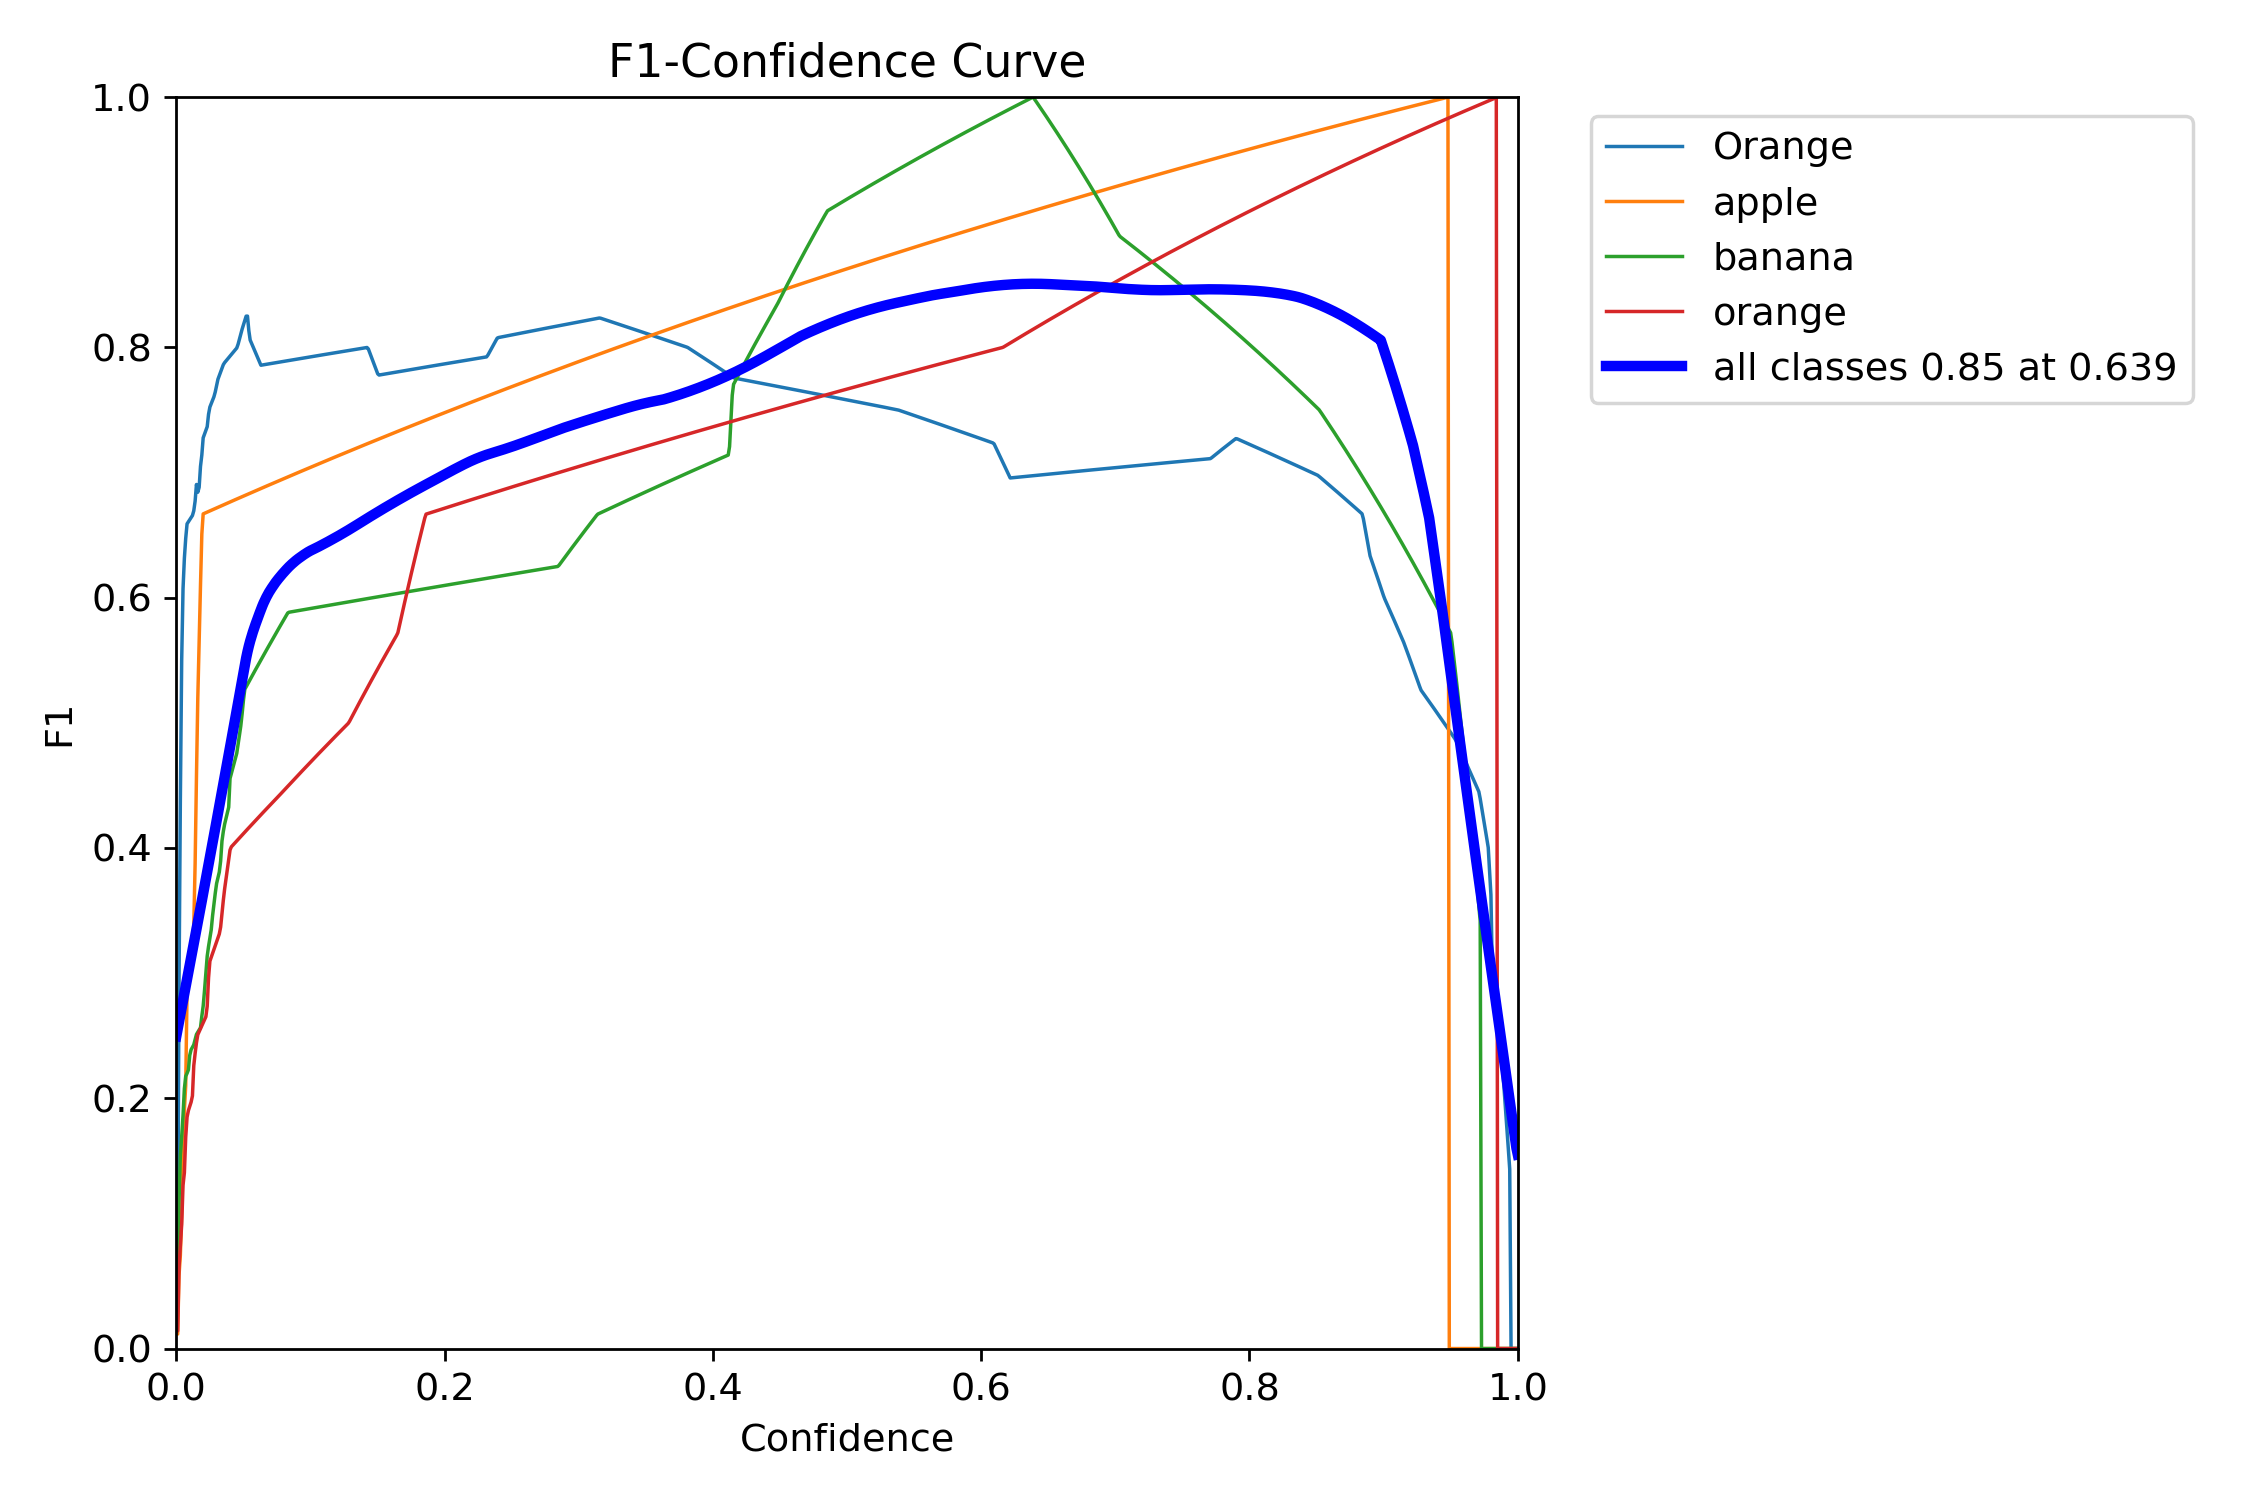 F1-Confidence Curve
1.0
0.8
0.6
0.4
0.2
0.0
F1
0.0 0.2 0.4 0.6 0.8 1.0
Confidence
Orange
apple
banana
orange
all classes 0.85 at 0.639